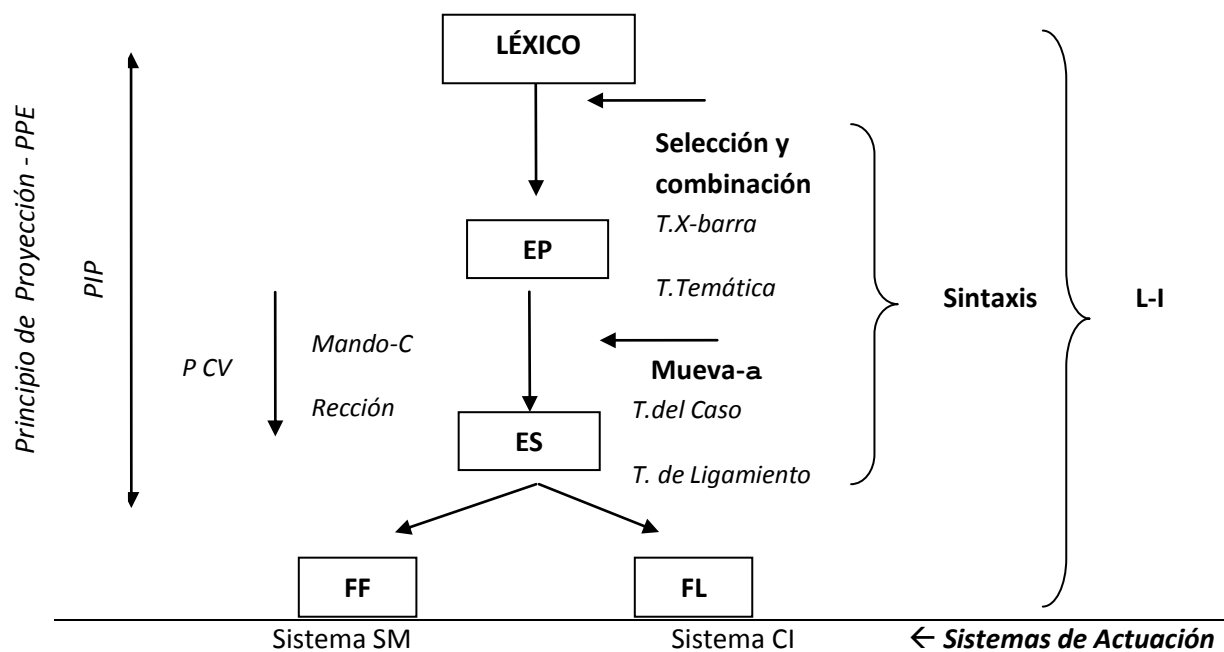 LÉXICO
Principio de Proyección - PPE
PIP
Selección y
combinación
T.X-barra
EP
T.Temática
Sintaxis
L-I
P CV
Mando-C
Rección
Mueva-a
T.del Caso
ES
T. de Ligamiento
FF
FL
Sistema SM
Sistema CI
← Sistemas de Actuación